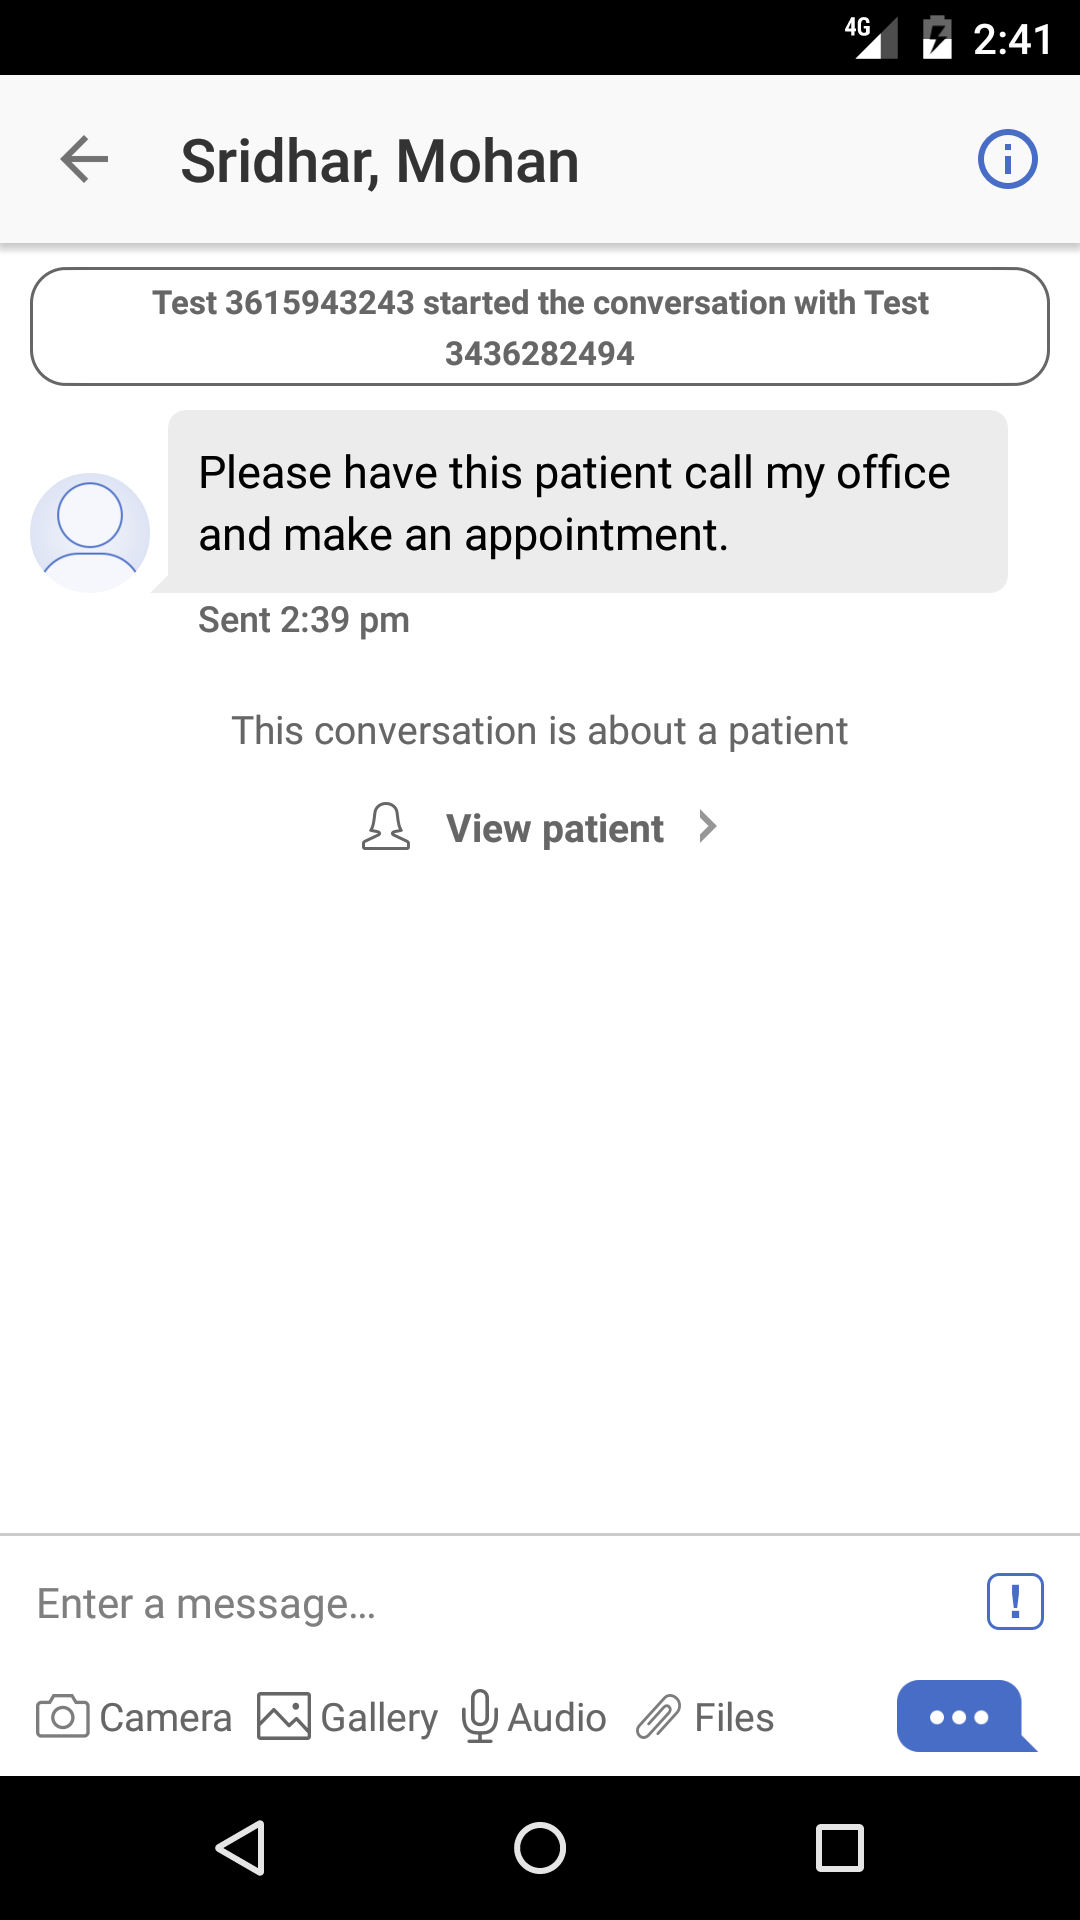 4G 2:41
Sridhar, Mohan
Test 3615943243 started the conversation with Test
3436282494
Please have this patient call my office
and make an appointment.
Sent 2:39 pm
This conversation is about a patient
View patient
Enter a message...
!
Camera Gallery Audio Files